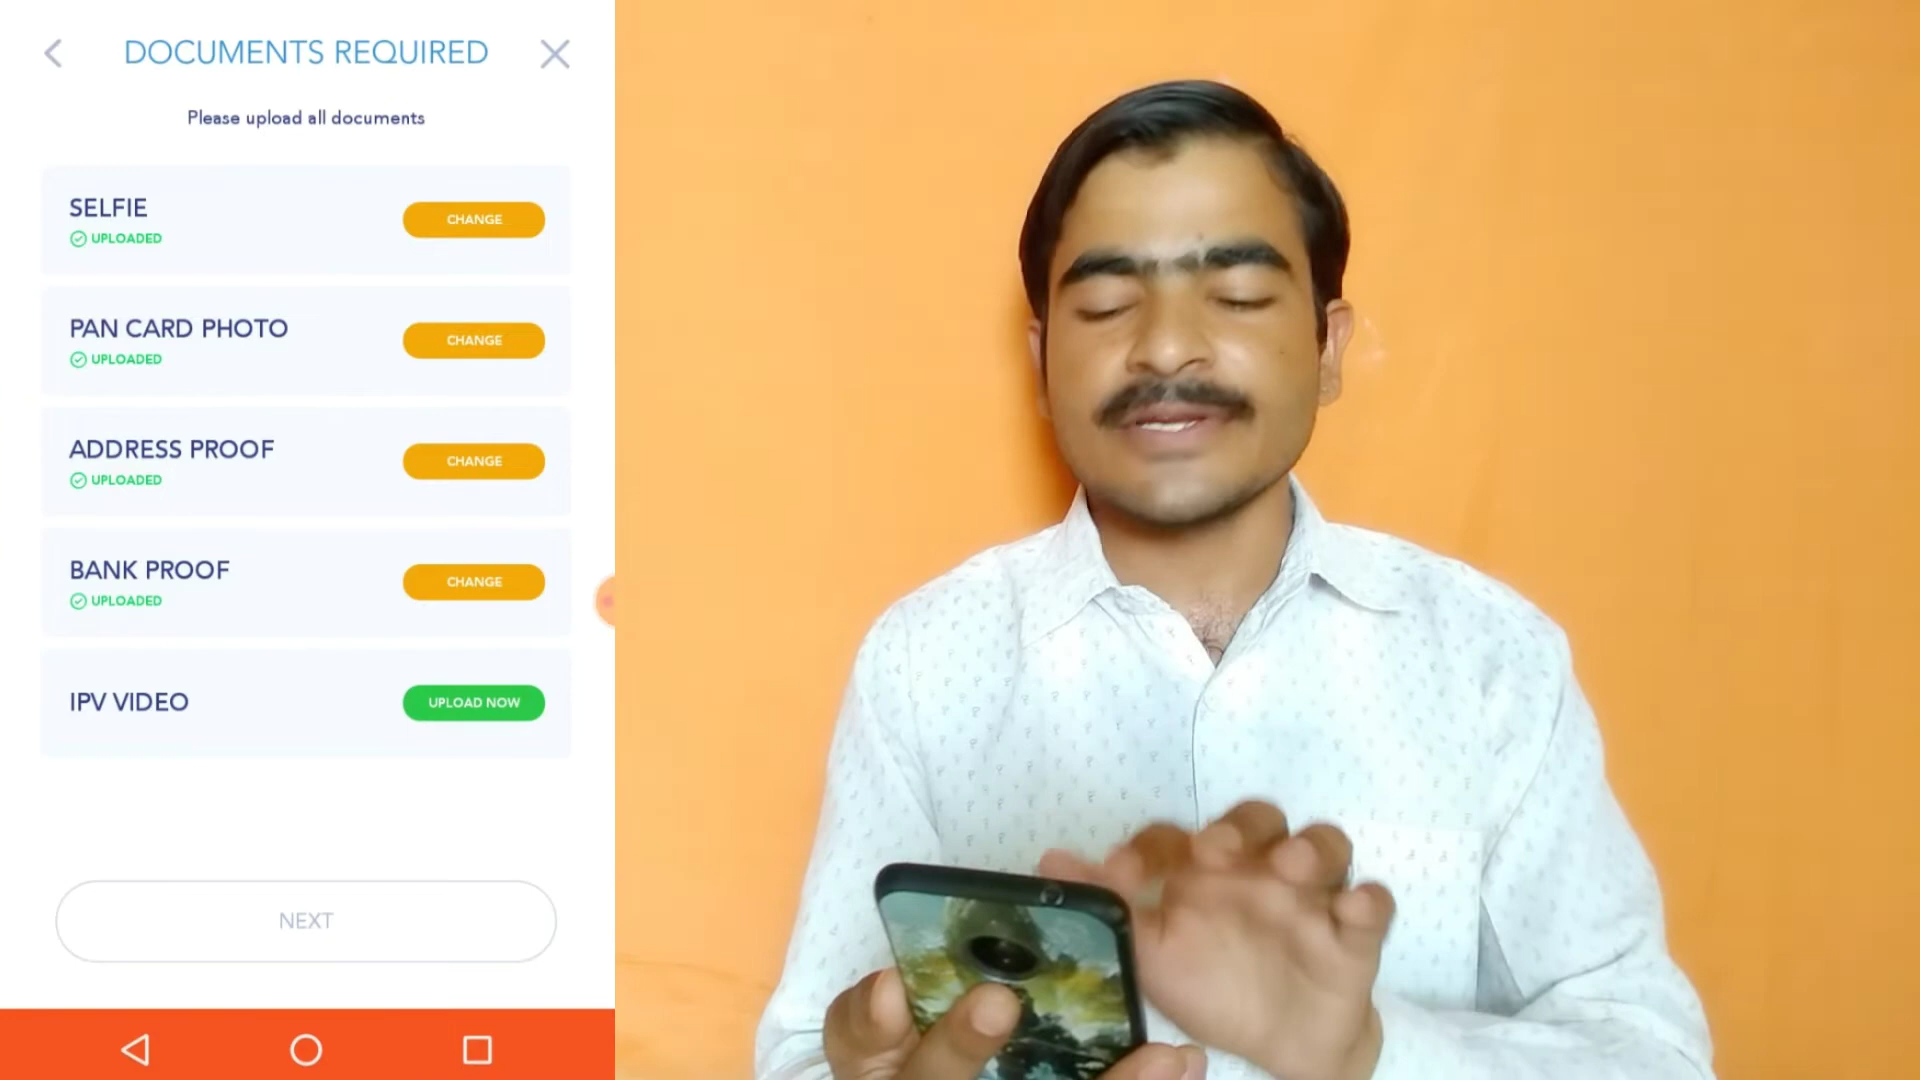 DOCUMENTS REQUIRED
Please upload all documents
SELFIE
UPLOADED
CHANGE
PAN CARD PHOTO
UPLOADED
CHANGE
ADDRESS PROOF
UPLOADED
CHANGE
BANK PROOF
UPLOADED
CHANGE
IPV VIDEO
UPLOAD NOW
NEXT